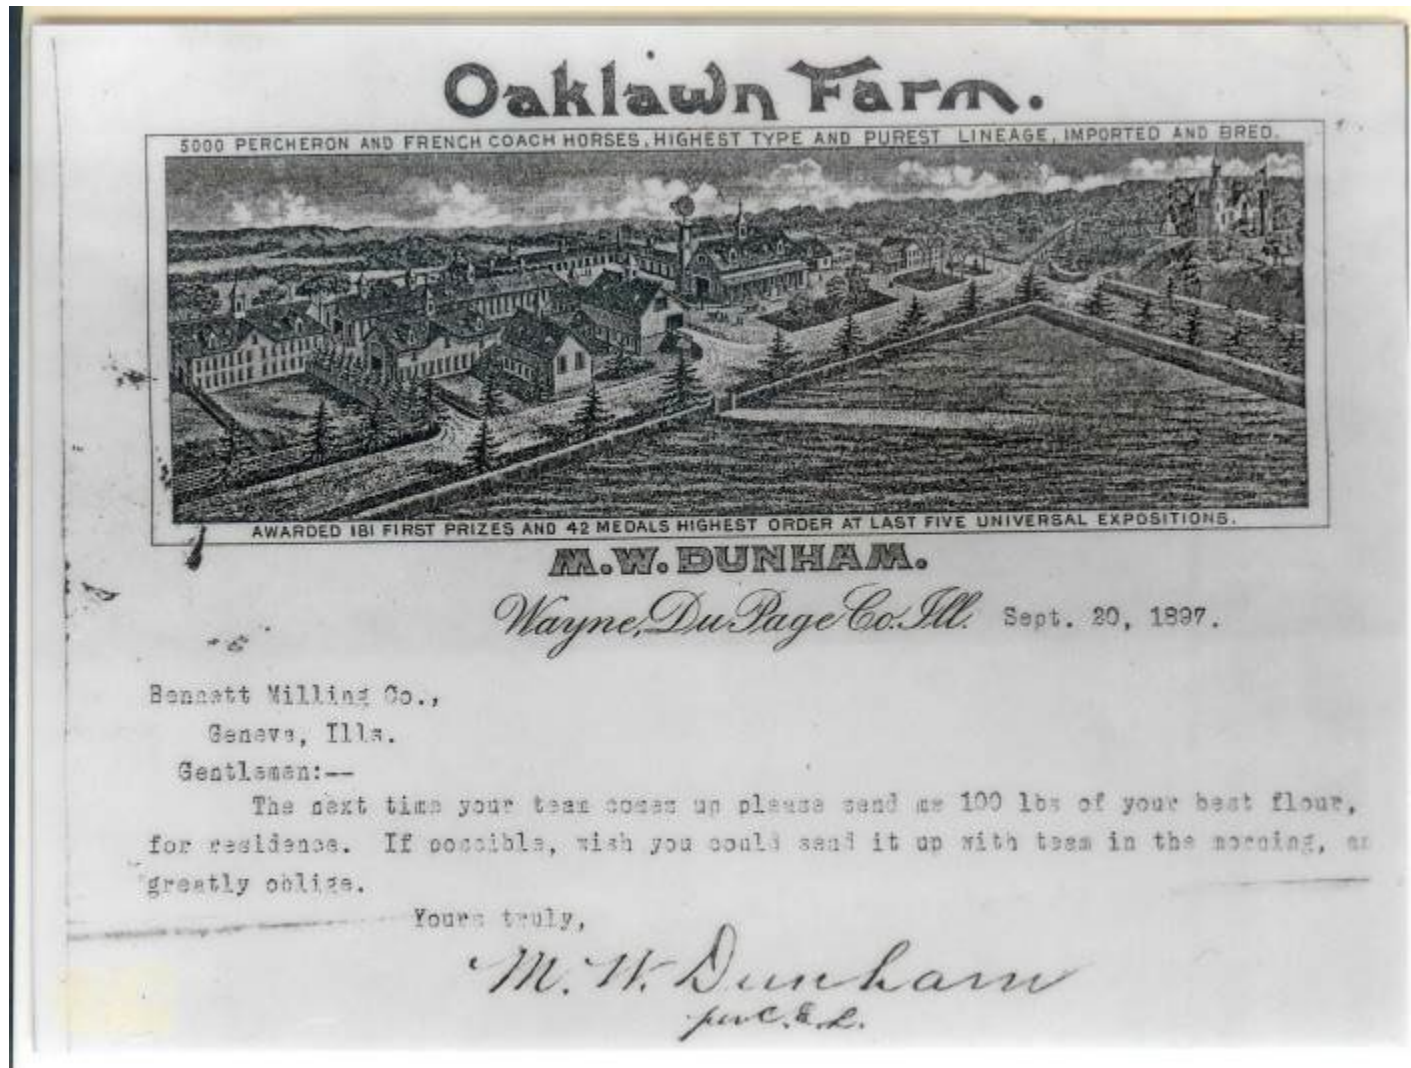 Oaklawn Farm.
5000 PERCHERON AND FRENCH COACH HORSES, HIGHEST TYPE AND PUREST LINEAGE, IMPORTED AND BRED.
AWARDED 181 FIRST PRIZES AND 42 MEDALS HIGHEST ORDER AT LAST FIVE UNIVERSAL EXPOSITIONS.
M.W. DUNHAM.
Wayne, Du Page Co. Ill. Sept. 20, 1897.
Bennett Milling Co.,
Geneva, Ills.
Gentlemen:--
The next time your team comes up please send me 100 lbs of your best flour,
for residence. If possible, wish you could send it up with team in the morning,
greatly oblige.
Yours truly,
M. W. Dunham
per C. E. L.